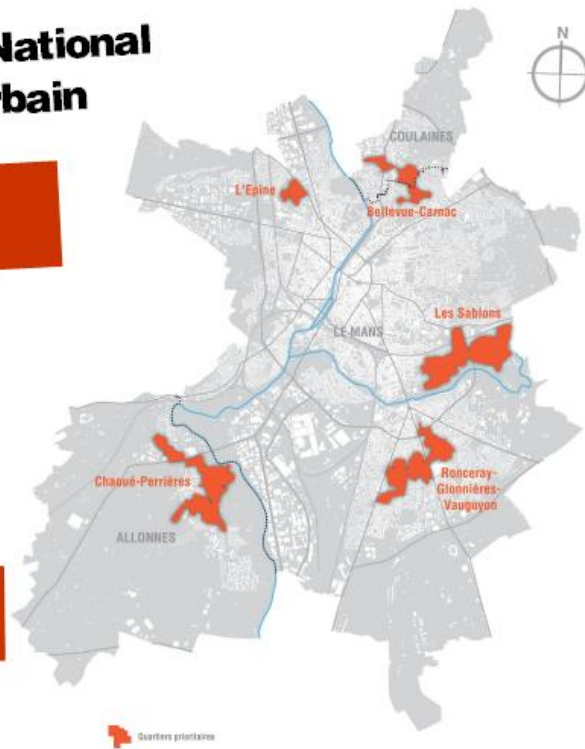 National
rbain
N
COULAINES
L'Epine
Bellevue-Carnac
Les Sablons
LE MANS
Chaoué-Perrières
Ronceray-
Glonnières-
Vauguyon
ALLONNES
Quartiers prioritaires